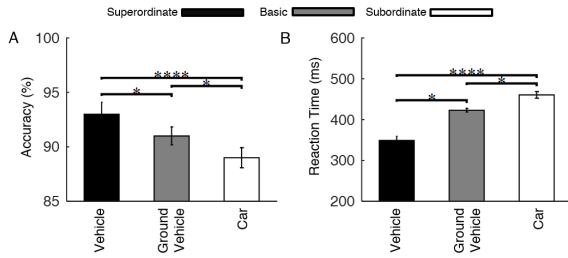 Superordinate Basic Subordinate
A
100
95
90
85
Accuracy (%)
****
*
*
Vehicle
Ground
Vehicle
Car
B
600
500
400
300
200
Reaction Time (ms)
****
*
*
Vehicle
Ground
Vehicle
Car